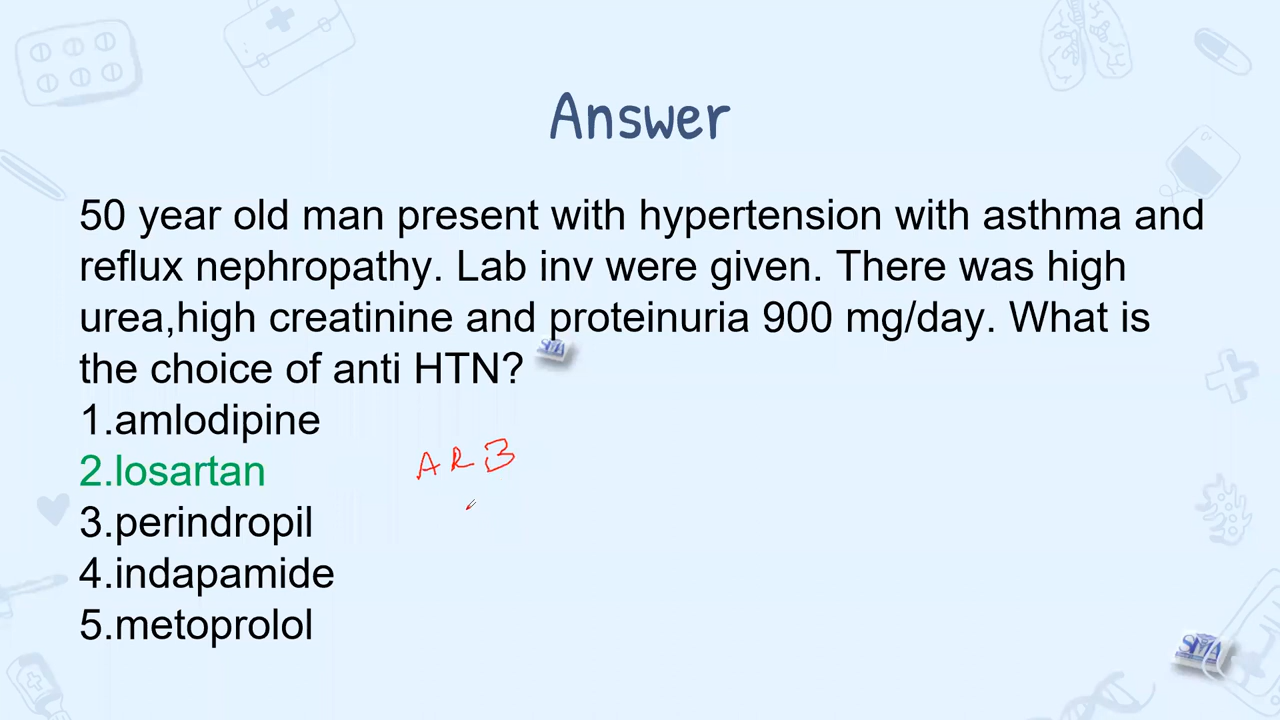 Answer
50 year old man present with hypertension with asthma and
reflux nephropathy. Lab inv were given. There was high
urea,high creatinine and proteinuria 900 mg/day. What is
the choice of anti HTN?
1.amlodipine
2.losartan
ARB
3.perindropil
4.indapamide
5.metoprolol